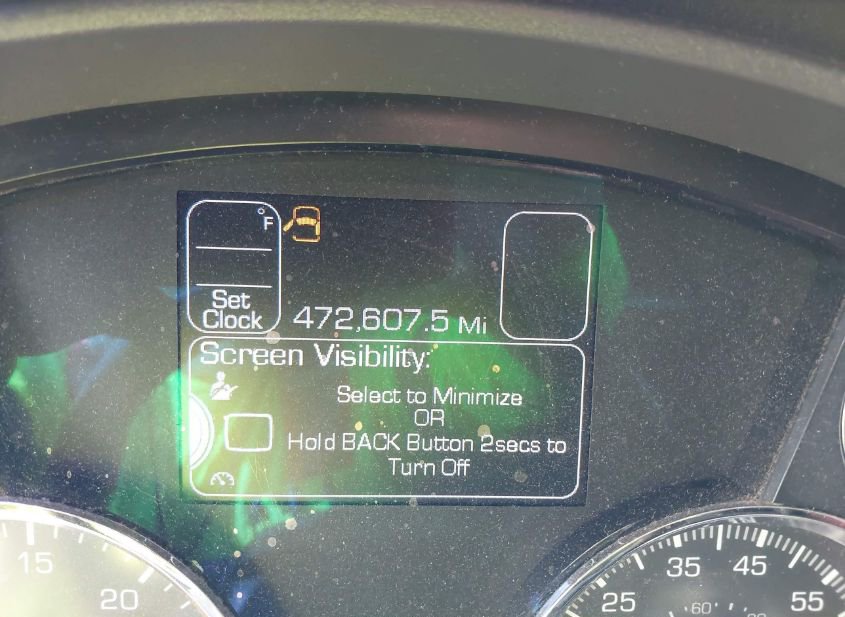 °F
Set
Clock
472,607.5 Mi
Screen Visibility:
Select to Minimize
OR
Hold BACK Button 2secs to
Turn Off
15
20
25
35
45
55
60